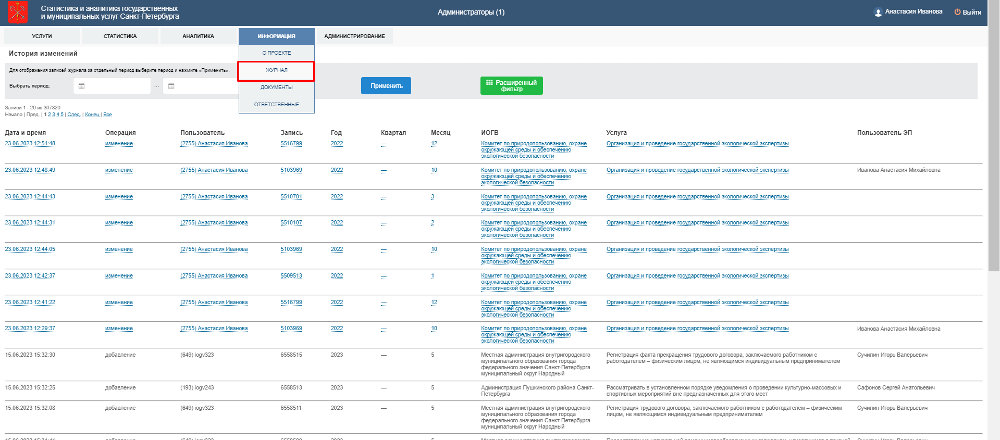 Статистика и аналитика государственных
и муниципальных услуг Санкт-Петербурга
Администраторы (1)
Анастасия Иванова
Выйти
УСЛУГИ
СТАТИСТИКА
АНАЛИТИКА
ИНФОРМАЦИЯ
АДМИНИСТРИРОВАНИЕ
О ПРОЕКТЕ
ЖУРНАЛ
ДОКУМЕНТЫ
ОТВЕТСТВЕННЫЕ
История изменений
Для отображения записей журнала за отдельный период выберите период и нажмите «Применить».
Выбрать период:
...
Применить
Расширенный
фильтр
Записи 1 - 20 из 307820
Начало | Пред. | 1 2 3 4 5 | След. | Конец | Все
Дата и время Операция Пользователь Запись Год Квартал Месяц ИОГВ Услуга Пользователь ЭП
23.06.2023 12:51:48 изменение (2755) Анастасия Иванова 5516799 2022 — 12 Комитет по природопользованию, охране Организация и проведение государственной экологической экспертизы
окружающей среды и обеспечению
экологической безопасности
23.06.2023 12:48:49 изменение (2755) Анастасия Иванова 5103969 2022 — 10 Комитет по природопользованию, охране Организация и проведение государственной экологической экспертизы Иванова Анастасия Михайловна
окружающей среды и обеспечению
экологической безопасности
23.06.2023 12:44:43 изменение (2755) Анастасия Иванова 5510701 2022 — 3 Комитет по природопользованию, охране Организация и проведение государственной экологической экспертизы
окружающей среды и обеспечению
экологической безопасности
23.06.2023 12:44:31 изменение (2755) Анастасия Иванова 5510107 2022 — 2 Комитет по природопользованию, охране Организация и проведение государственной экологической экспертизы
окружающей среды и обеспечению
экологической безопасности
23.06.2023 12:44:05 изменение (2755) Анастасия Иванова 5103969 2022 — 10 Комитет по природопользованию, охране Организация и проведение государственной экологической экспертизы
окружающей среды и обеспечению
экологической безопасности
23.06.2023 12:42:37 изменение (2755) Анастасия Иванова 5509513 2022 — 1 Комитет по природопользованию, охране Организация и проведение государственной экологической экспертизы
окружающей среды и обеспечению
экологической безопасности
23.06.2023 12:41:22 изменение (2755) Анастасия Иванова 5516799 2022 — 12 Комитет по природопользованию, охране Организация и проведение государственной экологической экспертизы
окружающей среды и обеспечению
экологической безопасности
23.06.2023 12:29:37 изменение (2755) Анастасия Иванова 5103969 2022 — 10 Комитет по природопользованию, охране Организация и проведение государственной экологической экспертизы Иванова Анастасия Михайловна
окружающей среды и обеспечению
экологической безопасности
15.06.2023 15:32:30 добавление (649) iogv323 6558515 2023 — 5 Местная администрация внутригородского Регистрация факта прекращения трудового договора, заключаемого работником с Сучилин Игорь Валерьевич
муниципального образования города работодателем – физическим лицом, не являющимся индивидуальным предпринимателем
федерального значения Санкт-Петербурга
муниципальный округ Народный
15.06.2023 15:32:25 добавление (193) iogv243 6558513 2023 — 5 Администрация Пушкинского района Санкт- Рассматривать в установленном порядке уведомления о проведении культурно-массовых и Сафонов Сергей Анатольевич
Петербурга спортивных мероприятий вне предназначенных для этого мест
15.06.2023 15:32:08 добавление (649) iogv323 6558511 2023 — 5 Местная администрация внутригородского Регистрация трудового договора, заключаемого работником с работодателем – физическим Сучилин Игорь Валерьевич
муниципального образования города лицом, не являющимся индивидуальным предпринимателем
федерального значения Санкт-Петербурга
муниципальный округ Народный